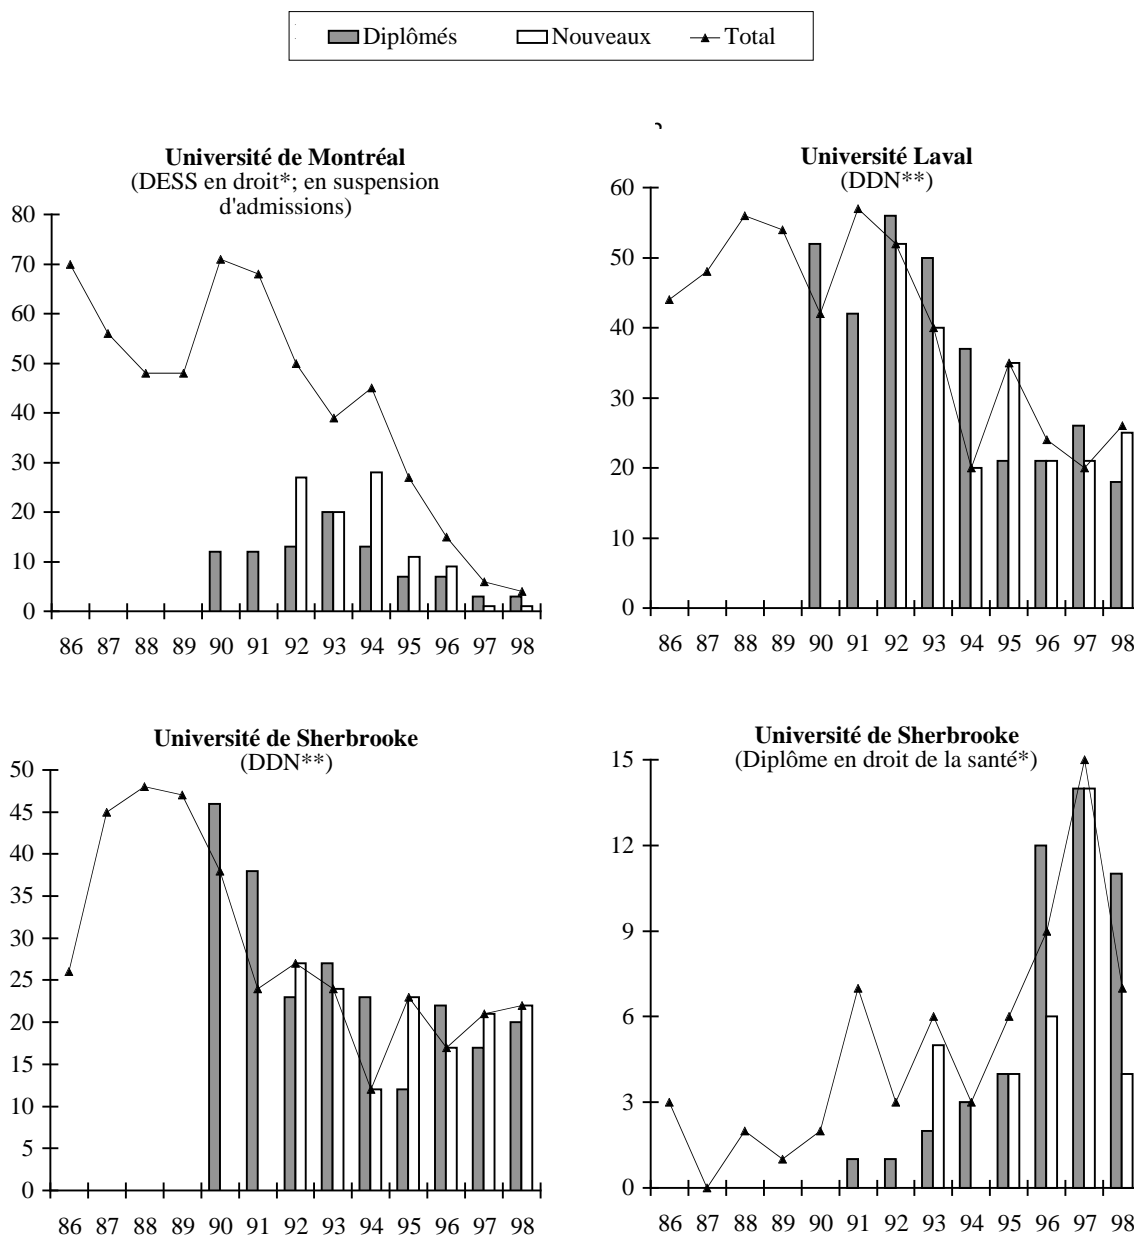 Diplômés Nouveaux Total
Université de Montréal
(DESS en droit*; en suspension
d'admissions)
80
70
60
50
40
30
20
10
0
86 87 88 89 90 91 92 93 94 95 96 97 98
Université Laval
(DDN**)
60
50
40
30
20
10
0
86 87 88 89 90 91 92 93 94 95 96 97 98
Université de Sherbrooke
(DDN**)
50
45
40
35
30
25
20
15
10
5
0
86 87 88 89 90 91 92 93 94 95 96 97 98
Université de Sherbrooke
(Diplôme en droit de la santé*)
15
12
9
6
3
0
86 87 88 89 90 91 92 93 94 95 96 97 98